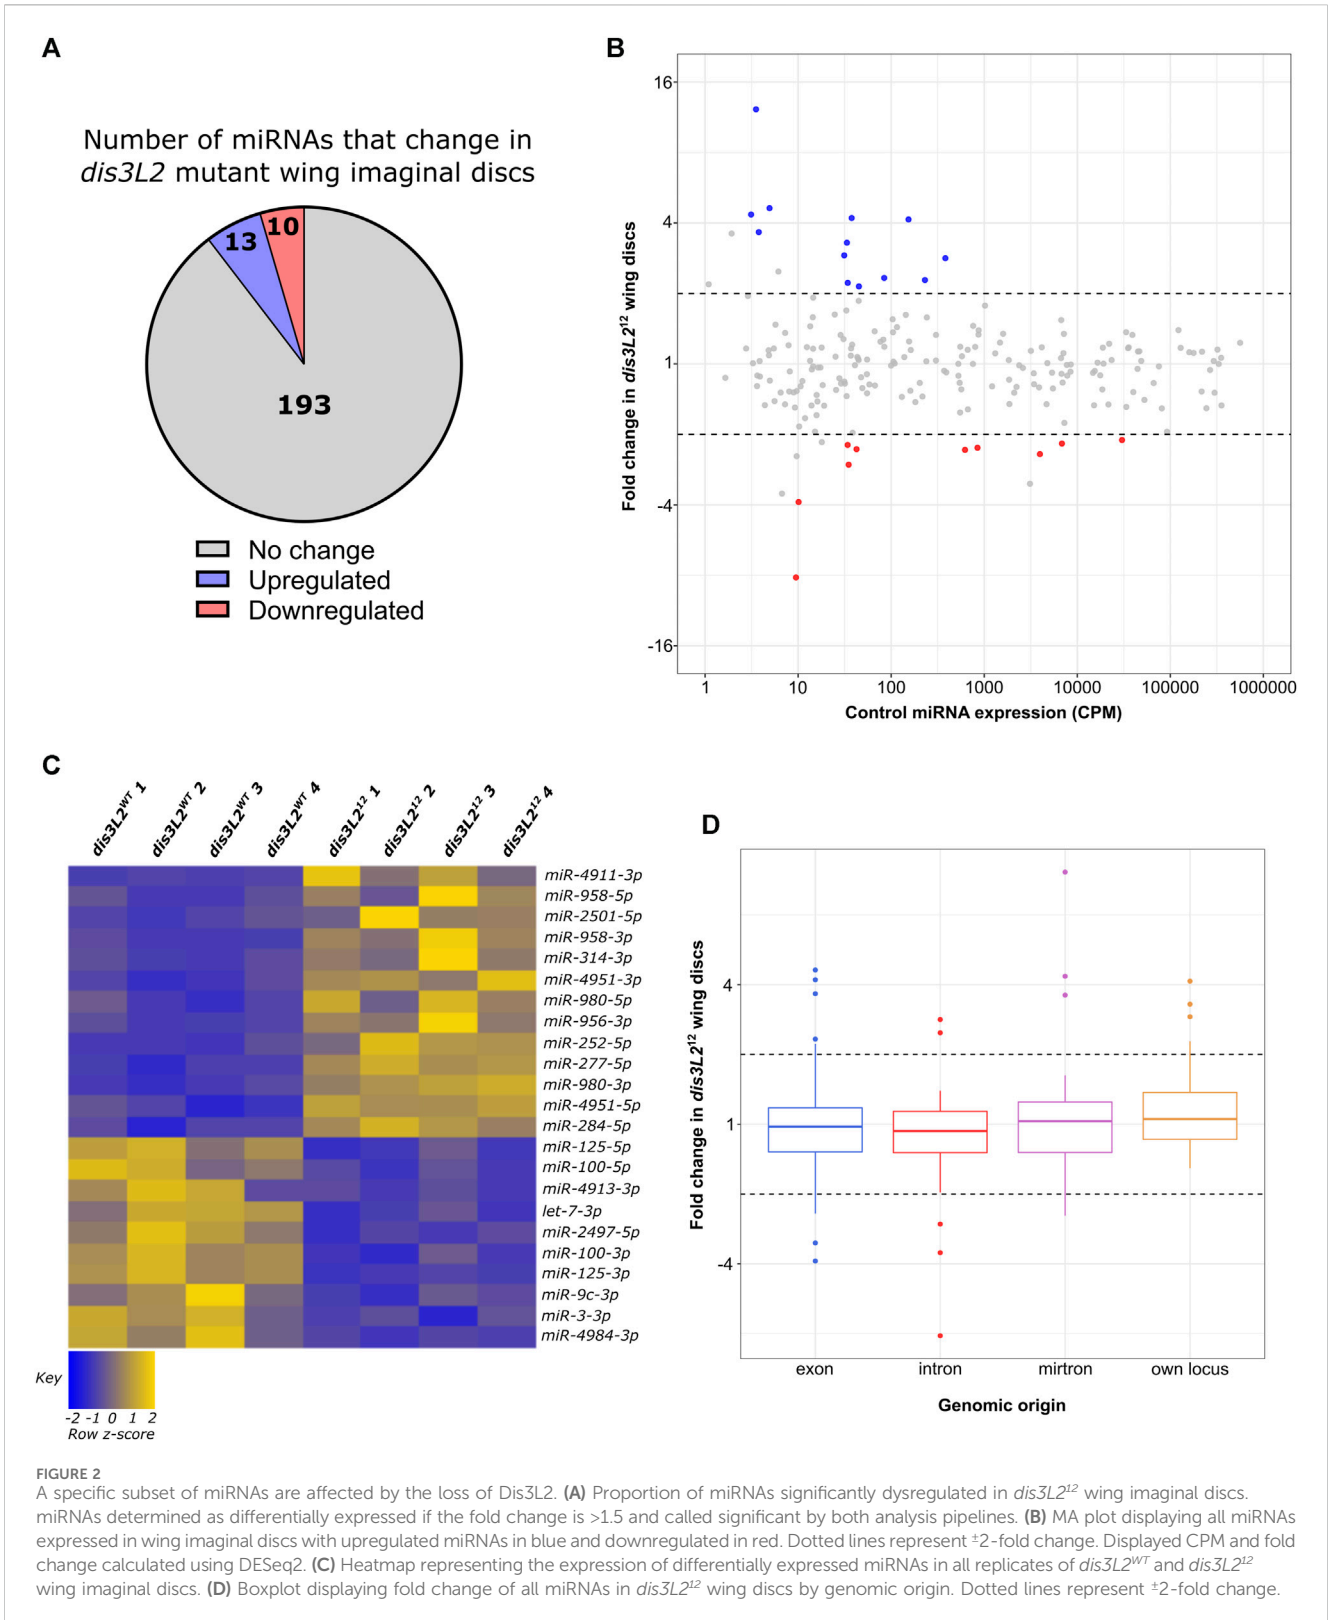 A
Number of miRNAs that change in
dis3L2 mutant wing imaginal discs
13
10
193
No change
Upregulated
Downregulated
B
Fold change in dis3L2¹² wing discs
16
4
1
-4
-16
1 10 100 1000 10000 100000 1000000
Control miRNA expression (CPM)
C
dis3L2ᵂᵀ 1 dis3L2ᵂᵀ 2 dis3L2ᵂᵀ 3 dis3L2ᵂᵀ 4 dis3L2¹² 1 dis3L2¹² 2 dis3L2¹² 3 dis3L2¹² 4
miR-4911-3p
miR-958-5p
miR-2501-5p
miR-958-3p
miR-314-3p
miR-4951-3p
miR-980-5p
miR-956-3p
miR-252-5p
miR-277-5p
miR-980-3p
miR-4951-5p
miR-284-5p
miR-125-5p
miR-100-5p
miR-4913-3p
let-7-3p
miR-2497-5p
miR-100-3p
miR-125-3p
miR-9c-3p
miR-3-3p
miR-4984-3p
Key
-2 -1 0 1 2
Row z-score
D
Fold change in dis3L2¹² wing discs
4
1
-4
exon intron mirtron own locus
Genomic origin
FIGURE 2
A specific subset of miRNAs are affected by the loss of Dis3L2. (A) Proportion of miRNAs significantly dysregulated in dis3L2¹² wing imaginal discs.
miRNAs determined as differentially expressed if the fold change is >1.5 and called significant by both analysis pipelines. (B) MA plot displaying all miRNAs
expressed in wing imaginal discs with upregulated miRNAs in blue and downregulated in red. Dotted lines represent ±2-fold change. Displayed CPM and fold
change calculated using DESeq2. (C) Heatmap representing the expression of differentially expressed miRNAs in all replicates of dis3L2ᵂᵀ and dis3L2¹²
wing imaginal discs. (D) Boxplot displaying fold change of all miRNAs in dis3L2¹² wing discs by genomic origin. Dotted lines represent ±2-fold change.